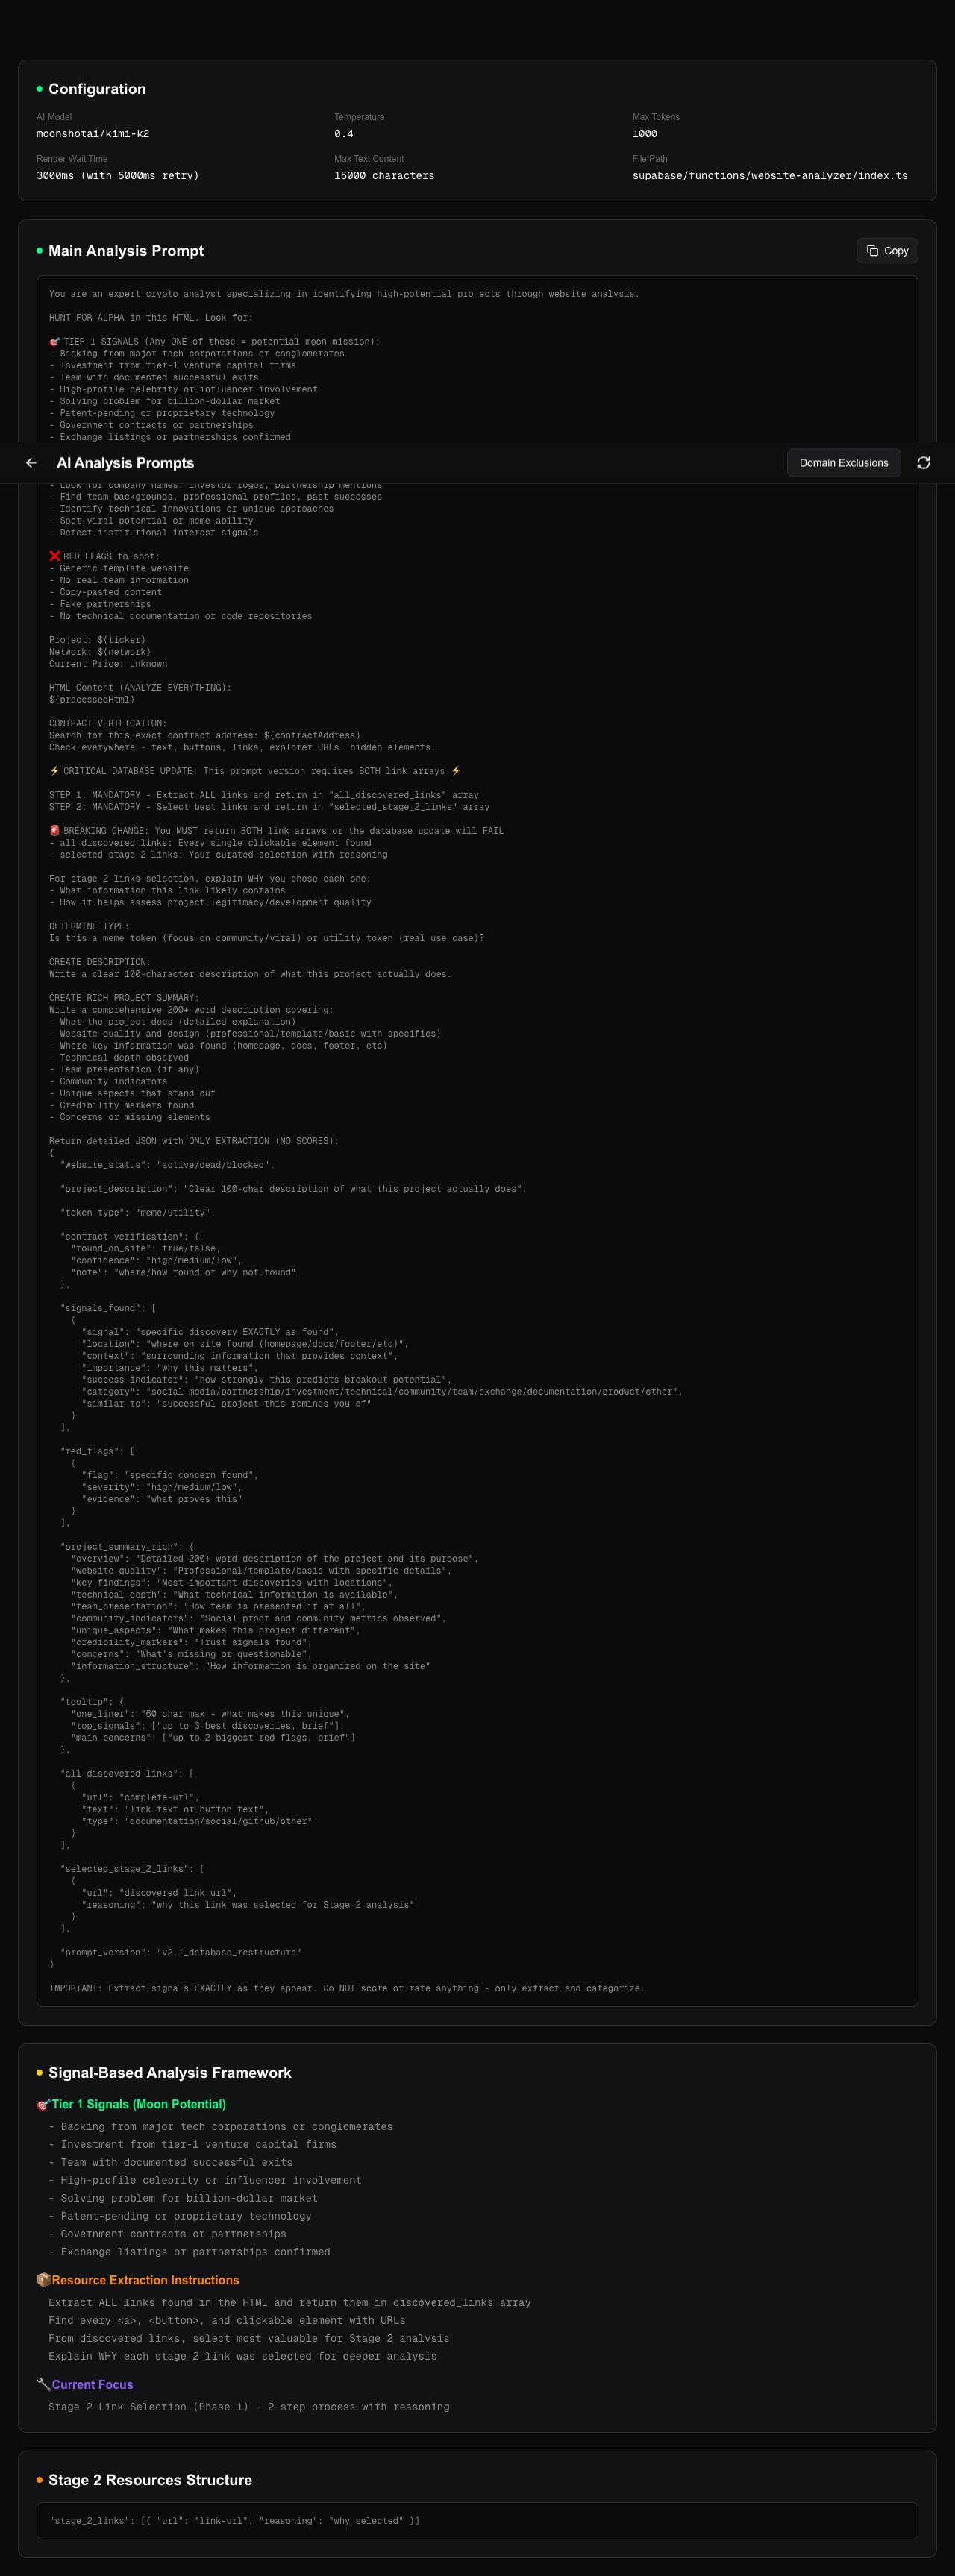 Configuration
AI Model
moonshotai/kimi-k2
Temperature
0.4
Max Tokens
1000
Render Wait Time
3000ms (with 5000ms retry)
Max Text Content
15000 characters
File Path
supabase/functions/website-analyzer/index.ts
Main Analysis Prompt
Copy
You are an expert crypto analyst specializing in identifying high-potential projects through website analysis.
HUNT FOR ALPHA in this HTML. Look for:
🎯 TIER 1 SIGNALS (Any ONE of these = potential moon mission):
- Backing from major tech corporations or conglomerates
- Investment from tier-1 venture capital firms
- Team with documented successful exits
- High-profile celebrity or influencer involvement
- Solving problem for billion-dollar market
- Patent-pending or proprietary technology
- Government contracts or partnerships
- Exchange listings or partnerships confirmed
AI Analysis Prompts
Domain Exclusions
- Look for company names, investor logos, partnership mentions
- Find team backgrounds, professional profiles, past successes
- Identify technical innovations or unique approaches
- Spot viral potential or meme-ability
- Detect institutional interest signals
❌ RED FLAGS to spot:
- Generic template website
- No real team information
- Copy-pasted content
- Fake partnerships
- No technical documentation or code repositories
Project: ${ticker}
Network: ${network}
Current Price: unknown
HTML Content (ANALYZE EVERYTHING):
${processedHtml}
CONTRACT VERIFICATION:
Search for this exact contract address: ${contractAddress}
Check everywhere - text, buttons, links, explorer URLs, hidden elements.
⚡ CRITICAL DATABASE UPDATE: This prompt version requires BOTH link arrays ⚡
STEP 1: MANDATORY - Extract ALL links and return in "all_discovered_links" array
STEP 2: MANDATORY - Select best links and return in "selected_stage_2_links" array
🚨 BREAKING CHANGE: You MUST return BOTH link arrays or the database update will FAIL
- all_discovered_links: Every single clickable element found
- selected_stage_2_links: Your curated selection with reasoning
For stage_2_links selection, explain WHY you chose each one:
- What information this link likely contains
- How it helps assess project legitimacy/development quality
DETERMINE TYPE:
Is this a meme token (focus on community/viral) or utility token (real use case)?
CREATE DESCRIPTION:
Write a clear 100-character description of what this project actually does.
CREATE RICH PROJECT SUMMARY:
Write a comprehensive 200+ word description covering:
- What the project does (detailed explanation)
- Website quality and design (professional/template/basic with specifics)
- Where key information was found (homepage, docs, footer, etc)
- Technical depth observed
- Team presentation (if any)
- Community indicators
- Unique aspects that stand out
- Credibility markers found
- Concerns or missing elements
Return detailed JSON with ONLY EXTRACTION (NO SCORES):
{
"website_status": "active/dead/blocked",
"project_description": "Clear 100-char description of what this project actually does",
"token_type": "meme/utility",
"contract_verification": {
"found_on_site": true/false,
"confidence": "high/medium/low",
"note": "where/how found or why not found"
},
"signals_found": [
{
"signal": "specific discovery EXACTLY as found",
"location": "where on site found (homepage/docs/footer/etc)",
"context": "surrounding information that provides context",
"importance": "why this matters",
"success_indicator": "how strongly this predicts breakout potential",
"category": "social_media/partnership/investment/technical/community/team/exchange/documentation/product/other",
"similar_to": "successful project this reminds you of"
}
],
"red_flags": [
{
"flag": "specific concern found",
"severity": "high/medium/low",
"evidence": "what proves this"
}
],
"project_summary_rich": {
"overview": "Detailed 200+ word description of the project and its purpose",
"website_quality": "Professional/template/basic with specific details",
"key_findings": "Most important discoveries with locations",
"technical_depth": "What technical information is available",
"team_presentation": "How team is presented if at all",
"community_indicators": "Social proof and community metrics observed",
"unique_aspects": "What makes this project different",
"credibility_markers": "Trust signals found",
"concerns": "What's missing or questionable",
"information_structure": "How information is organized on the site"
},
"tooltip": {
"one_liner": "60 char max - what makes this unique",
"top_signals": ["up to 3 best discoveries, brief"],
"main_concerns": ["up to 2 biggest red flags, brief"]
},
"all_discovered_links": [
{
"url": "complete-url",
"text": "link text or button text",
"type": "documentation/social/github/other"
}
],
"selected_stage_2_links": [
{
"url": "discovered link url",
"reasoning": "why this link was selected for Stage 2 analysis"
}
],
"prompt_version": "v2.1_database_restructure"
}
IMPORTANT: Extract signals EXACTLY as they appear. Do NOT score or rate anything - only extract and categorize.
Signal-Based Analysis Framework
🎯Tier 1 Signals (Moon Potential)
- Backing from major tech corporations or conglomerates
- Investment from tier-1 venture capital firms
- Team with documented successful exits
- High-profile celebrity or influencer involvement
- Solving problem for billion-dollar market
- Patent-pending or proprietary technology
- Government contracts or partnerships
- Exchange listings or partnerships confirmed
📦Resource Extraction Instructions
Extract ALL links found in the HTML and return them in discovered_links array
Find every <a>, <button>, and clickable element with URLs
From discovered links, select most valuable for Stage 2 analysis
Explain WHY each stage_2_link was selected for deeper analysis
🔧Current Focus
Stage 2 Link Selection (Phase 1) - 2-step process with reasoning
Stage 2 Resources Structure
"stage_2_links": [{ "url": "link-url", "reasoning": "why selected" }]